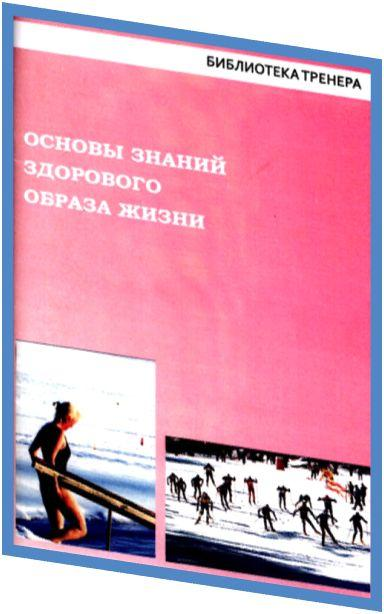 БИБЛИОТЕКА ТРЕНЕРА
ОСНОВЫ ЗНАНИЙ
ЗДОРОВОГО
ОБРАЗА ЖИЗНИ